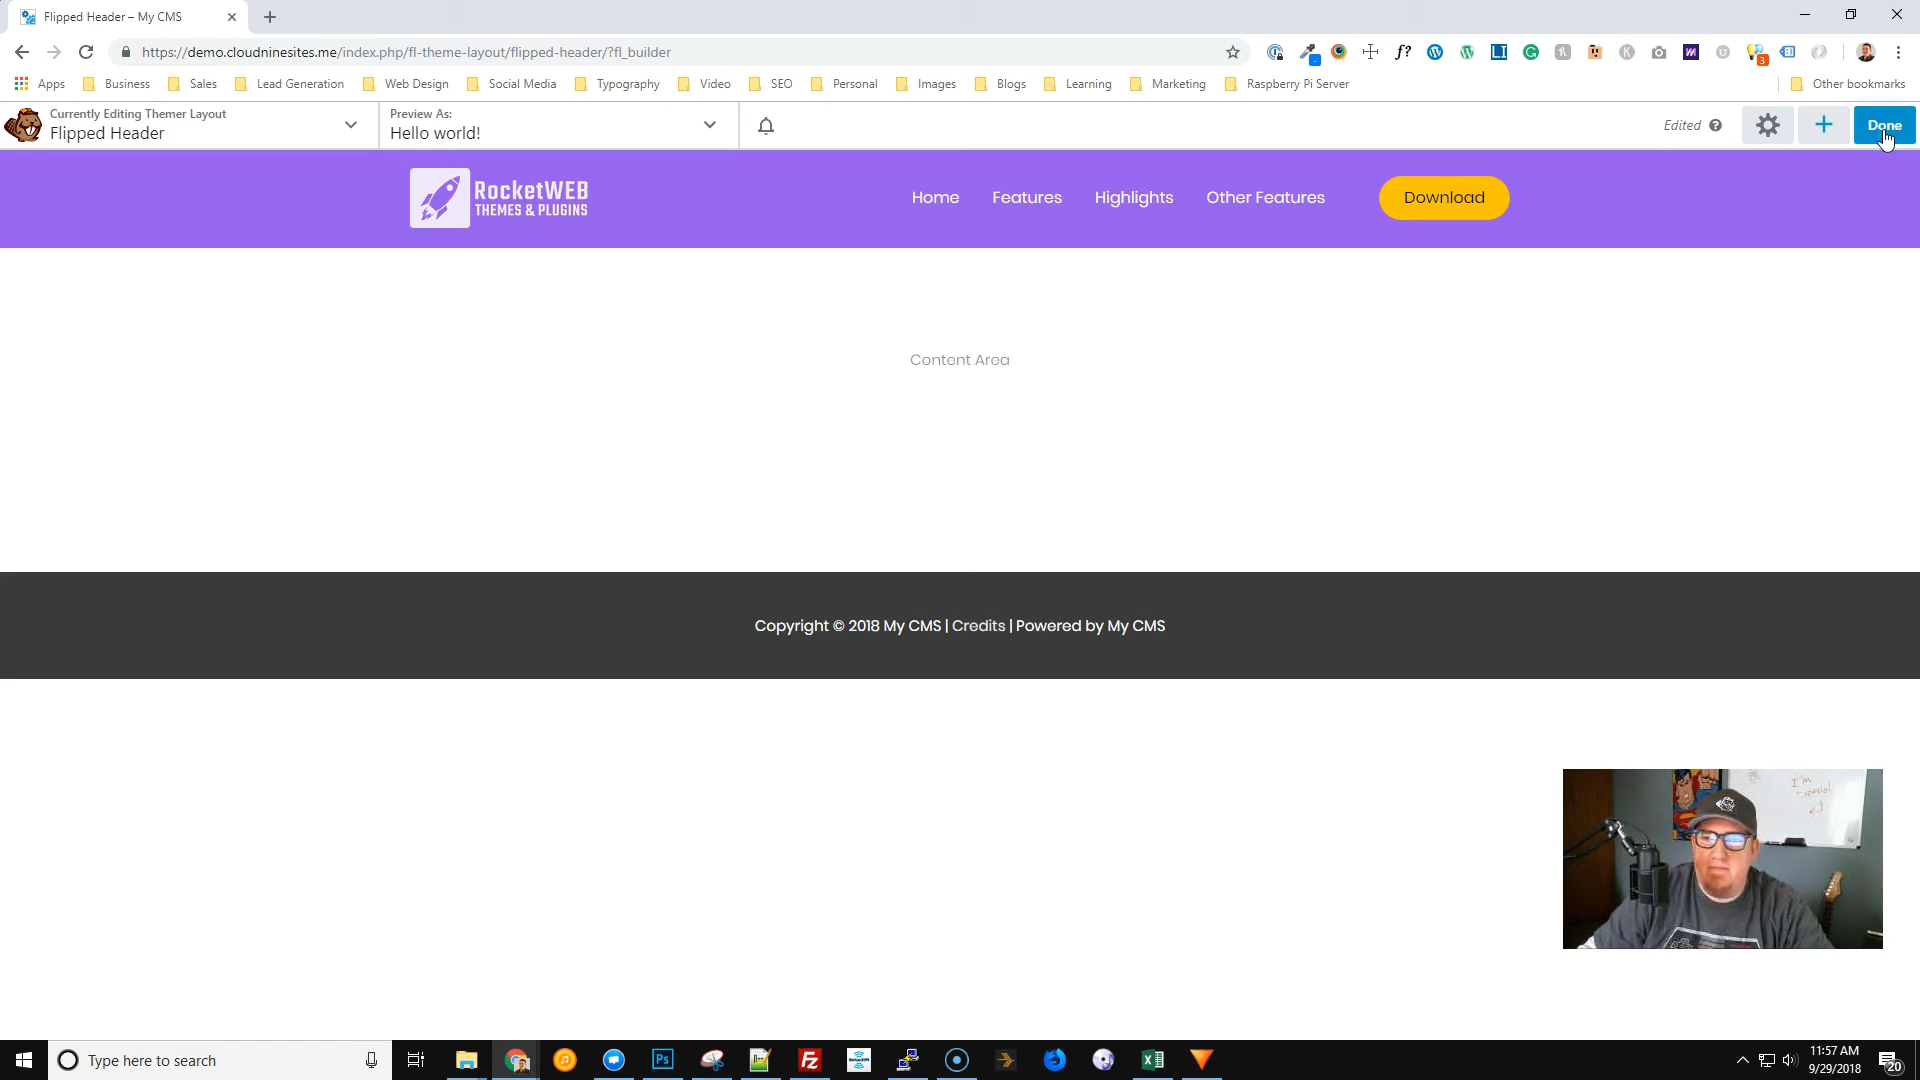 Flipped Header – My CMS
https://demo.cloudninesites.me/index.php/fl-theme-layout/flipped-header/?fl_builder
Apps Business Sales Lead Generation Web Design Social Media Typography Video SEO Personal Images Blogs Learning Marketing Raspberry Pi Server Other bookmarks
Currently Editing Themer Layout
Flipped Header
Preview As:
Hello world!
Edited
Done
RocketWEB
THEMES & PLUGINS
Home Features Highlights Other Features Download
Content Area
Copyright © 2018 My CMS | Credits | Powered by My CMS
I'm
Type here to search
11:57 AM
9/29/2018
20